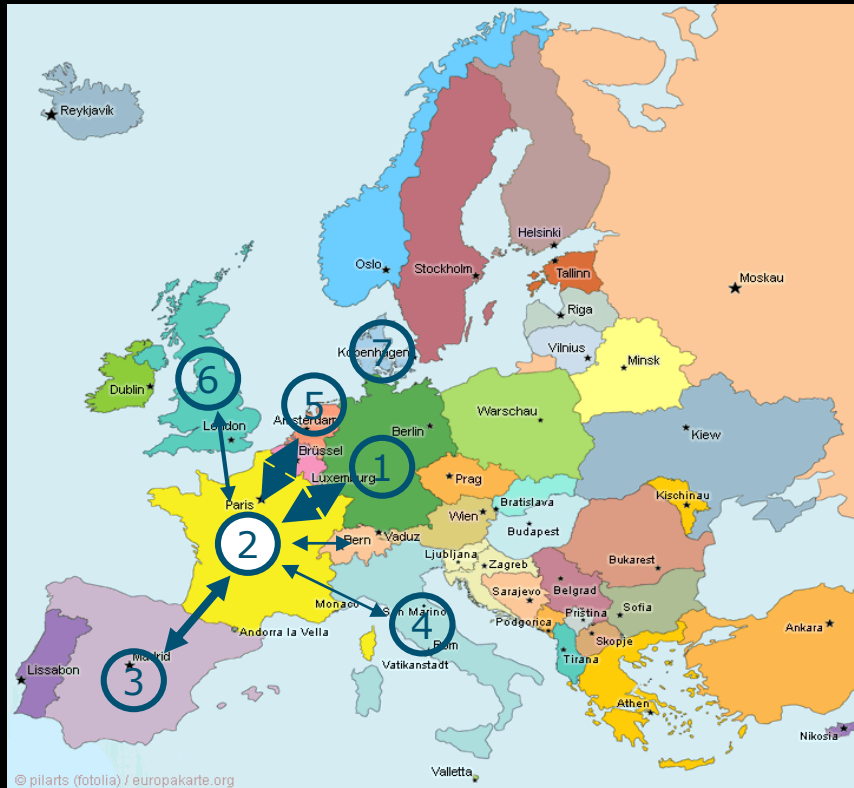 Reykjavík
Helsinki
Oslo
Stockholm
Tallinn
Moskau
Riga
Vilnius
Kopenhagen
7
Minsk
6
Dublin
5
Amsterdam
Warschau
London
Berlin
Kiew
Brüssel
Luxemburg
1
Prag
Paris
Kischinau
Bratislava
Wien
Budapest
2
Bern
Vaduz
Ljubljana
Zagreb
Bukarest
Sarajevo
Belgrad
Monaco
San Marino
4
Podgorica
Priština
Sofia
Andorra la Vella
Skopje
Ankara
Rom
Madrid
Vatikanstadt
Tirana
Lissabon
3
Athen
Nikosia
Valletta
© pilarts (fotolia) / europakarte.org